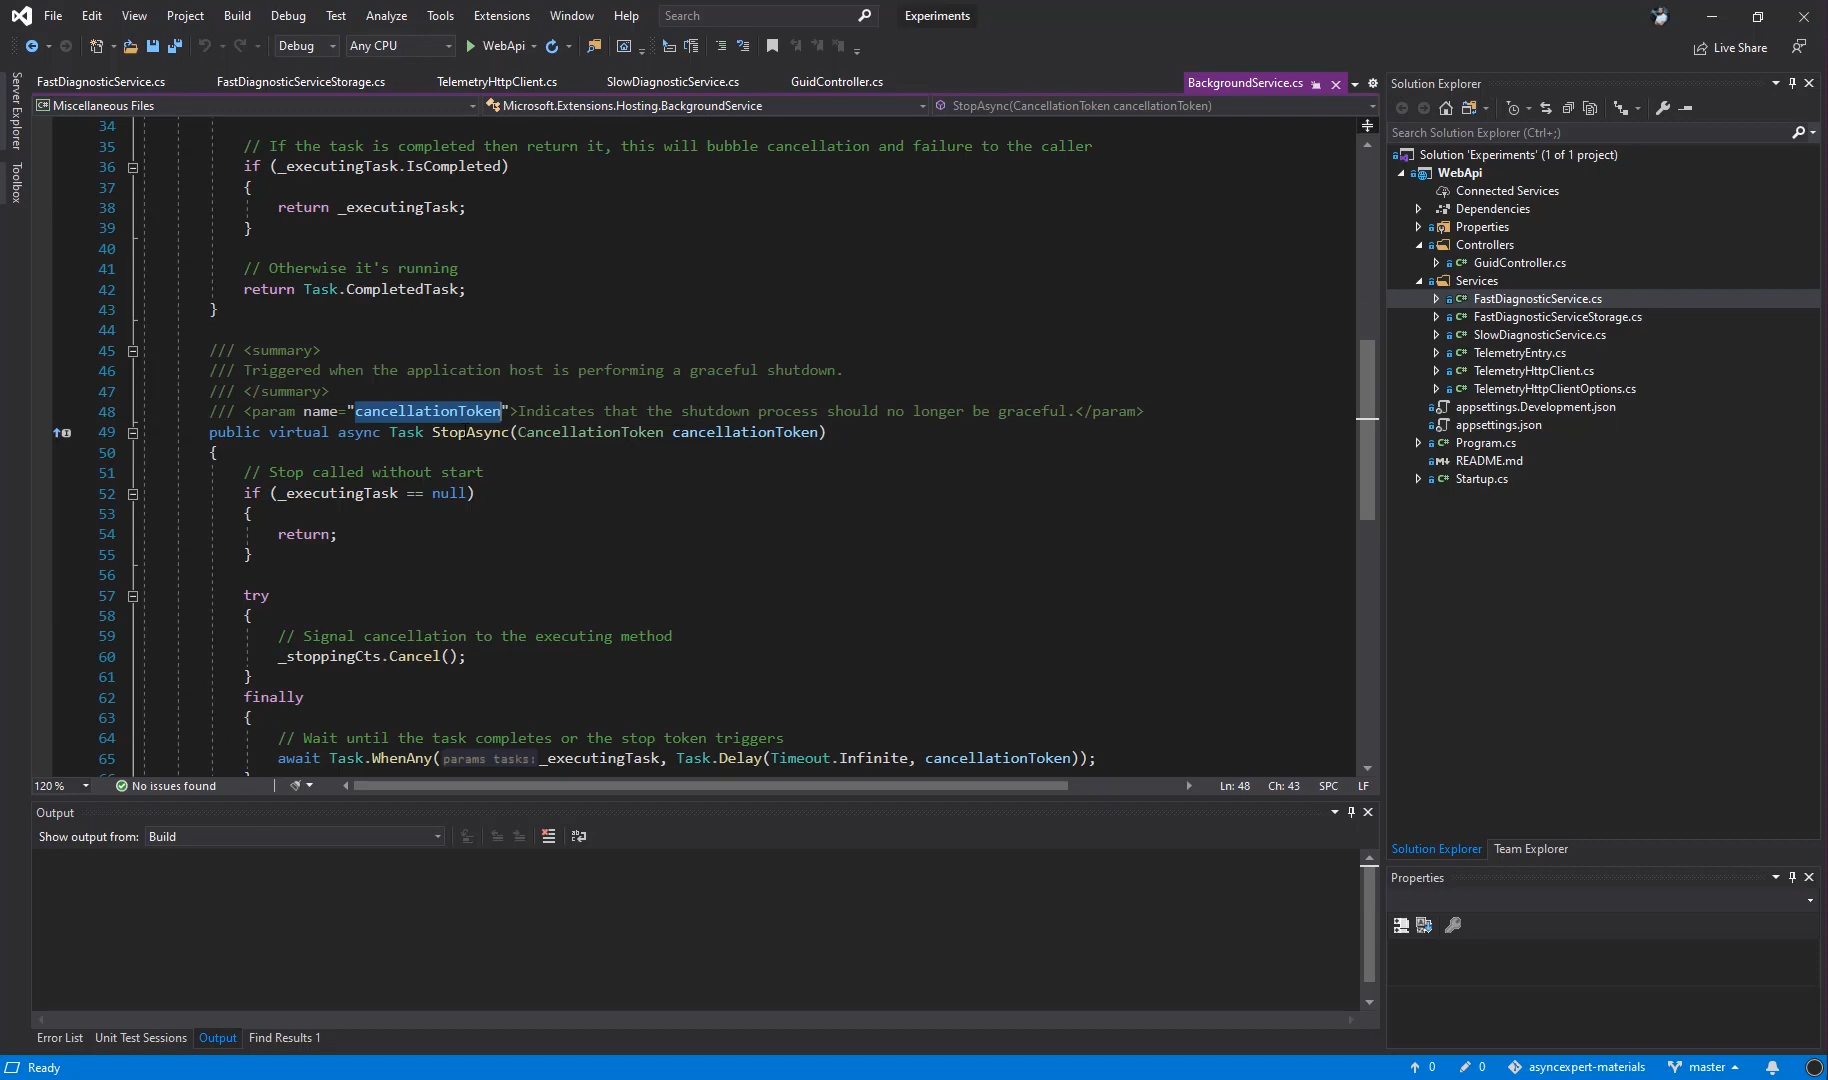 File Edit View Project Build Debug Test Analyze Tools Extensions Window Help Search Experiments
Debug Any CPU WebApi Live Share
FastDiagnosticService.cs FastDiagnosticServiceStorage.cs TelemetryHttpClient.cs SlowDiagnosticService.cs GuidController.cs BackgroundService.cs
Miscellaneous Files Microsoft.Extensions.Hosting.BackgroundService StopAsync(CancellationToken cancellationToken)
Server Explorer
Toolbox
34
35 // If the task is completed then return it, this will bubble cancellation and failure to the caller
36 if (_executingTask.IsCompleted)
37 {
38 return _executingTask;
39 }
40
41 // Otherwise it's running
42 return Task.CompletedTask;
43 }
44
45 /// <summary>
46 /// Triggered when the application host is performing a graceful shutdown.
47 /// </summary>
48 /// <param name="cancellationToken">Indicates that the shutdown process should no longer be graceful.</param>
49 public virtual async Task StopAsync(CancellationToken cancellationToken)
50 {
51 // Stop called without start
52 if (_executingTask == null)
53 {
54 return;
55 }
56
57 try
58 {
59 // Signal cancellation to the executing method
60 _stoppingCts.Cancel();
61 }
62 finally
63 {
64 // Wait until the task completes or the stop token triggers
65 await Task.WhenAny(params tasks: _executingTask, Task.Delay(Timeout.Infinite, cancellationToken));
120 % No issues found Ln: 48 Ch: 43 SPC LF
Output
Show output from: Build
Error List Unit Test Sessions Output Find Results 1
Solution Explorer
Search Solution Explorer (Ctrl+;)
Solution 'Experiments' (1 of 1 project)
WebApi
Connected Services
Dependencies
Properties
Controllers
C# GuidController.cs
Services
C# FastDiagnosticService.cs
C# FastDiagnosticServiceStorage.cs
C# SlowDiagnosticService.cs
C# TelemetryEntry.cs
C# TelemetryHttpClient.cs
C# TelemetryHttpClientOptions.cs
appsettings.Development.json
appsettings.json
C# Program.cs
README.md
C# Startup.cs
Solution Explorer Team Explorer
Properties
Ready 0 0 asyncexpert-materials master